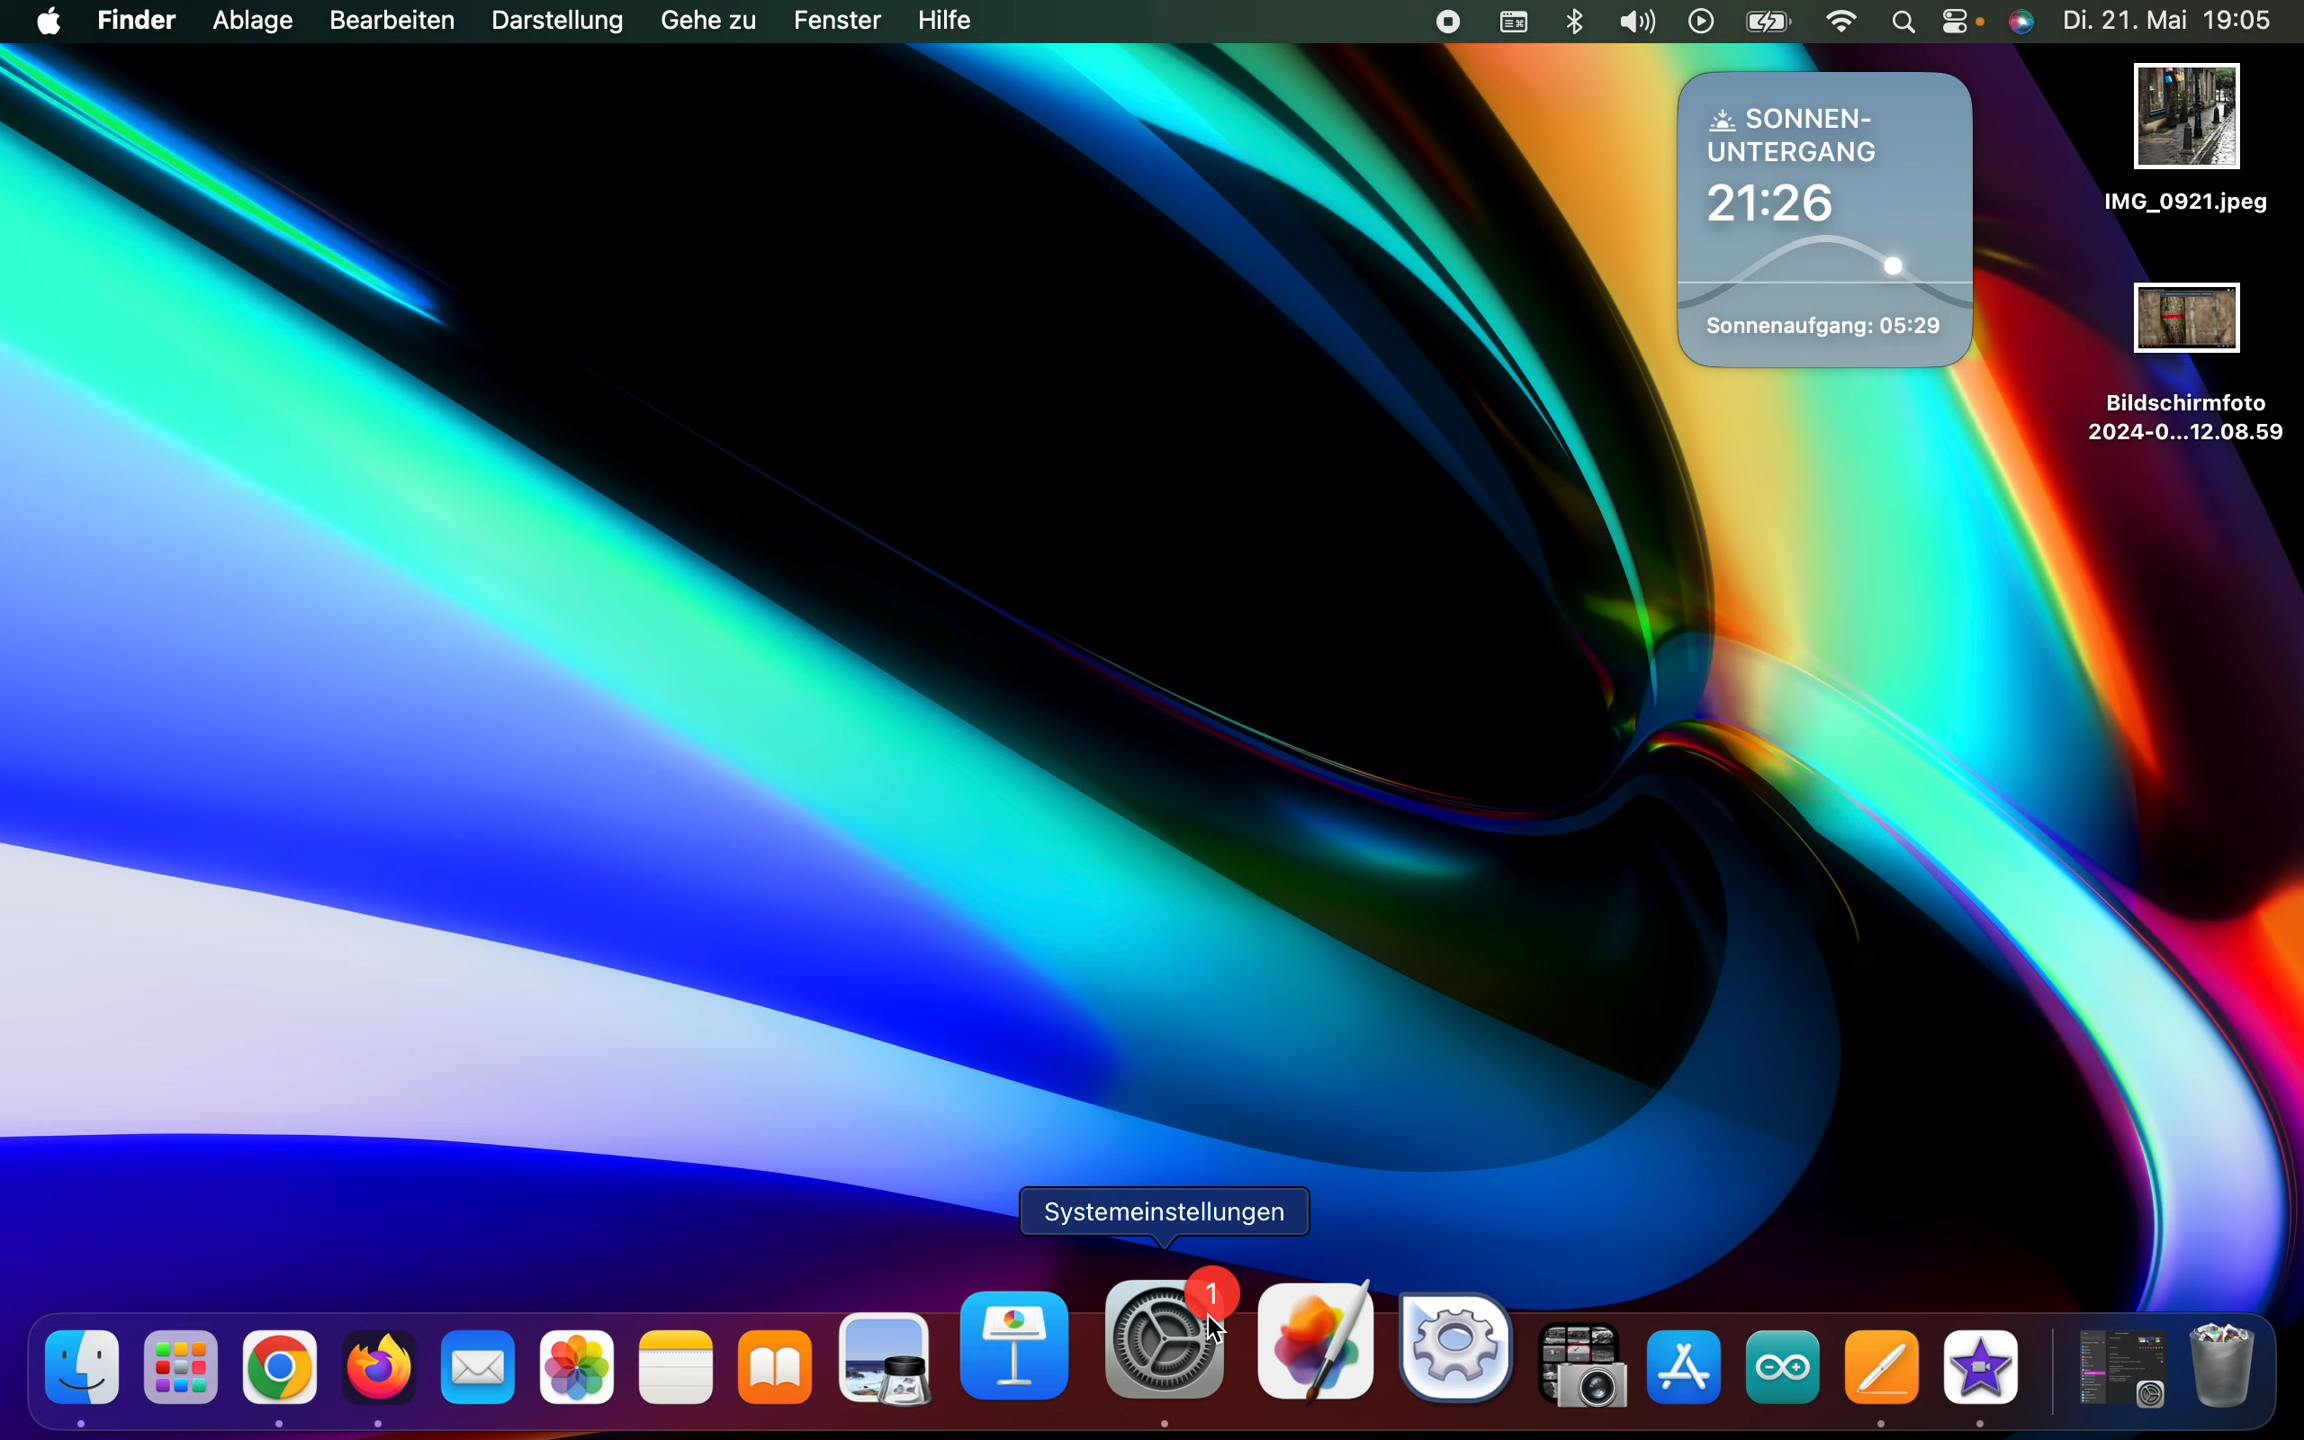 Finder Ablage Bearbeiten Darstellung Gehe zu Fenster Hilfe Di. 21. Mai 19:05
SONNEN-
UNTERGANG
21:26
Sonnenaufgang: 05:29
IMG_0921.jpeg
Bildschirmfoto
2024-0...12.08.59
Systemeinstellungen
1